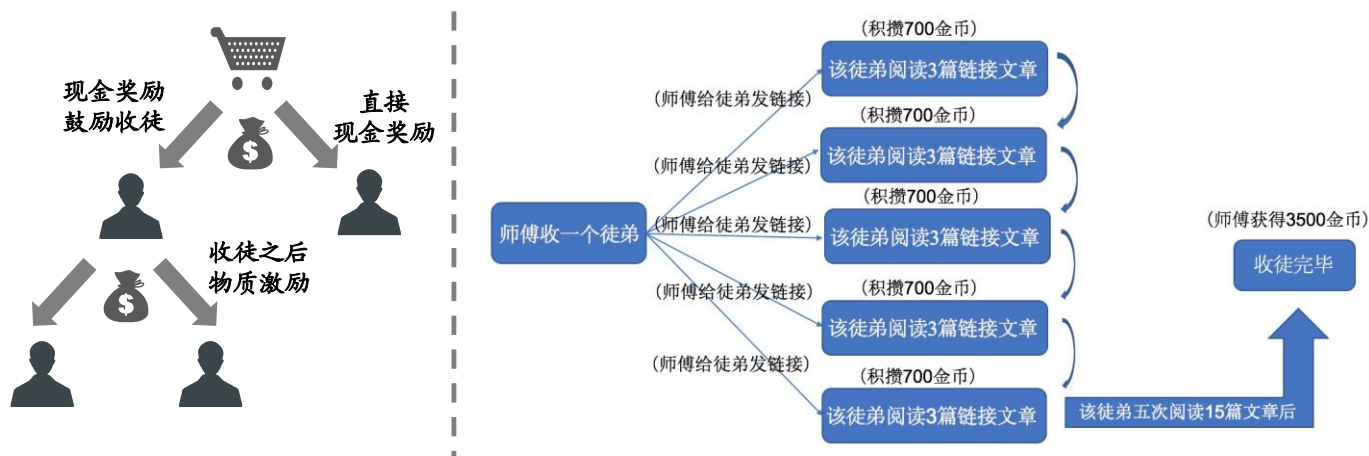 现金奖励
鼓励收徒
直接
现金奖励
$
收徒之后
物质激励
$
师傅收一个徒弟
(师傅给徒弟发链接)
(积攒700金币)
该徒弟阅读3篇链接文章
(师傅给徒弟发链接)
(积攒700金币)
该徒弟阅读3篇链接文章
(师傅给徒弟发链接)
(积攒700金币)
该徒弟阅读3篇链接文章
(师傅给徒弟发链接)
(积攒700金币)
该徒弟阅读3篇链接文章
(师傅给徒弟发链接)
(积攒700金币)
该徒弟阅读3篇链接文章
该徒弟五次阅读15篇文章后
(师傅获得3500金币)
收徒完毕